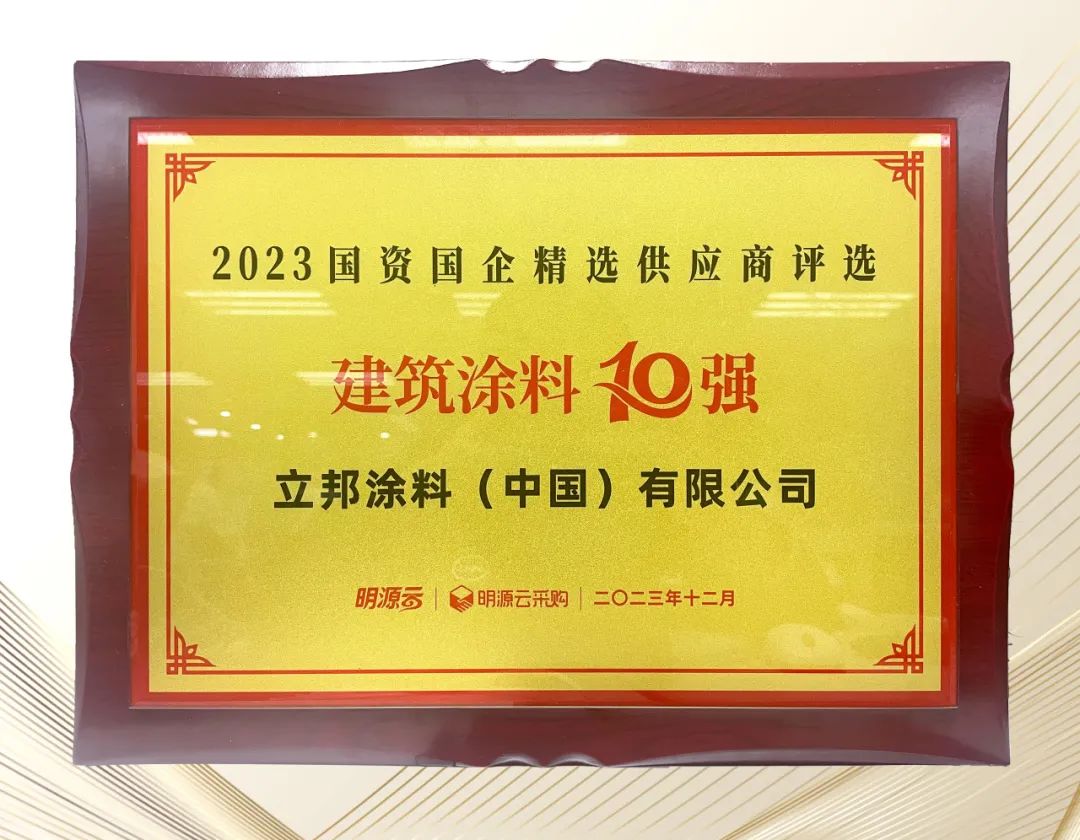 2023国资国企精选供应商评选
建筑涂料10强
立邦涂料（中国）有限公司
明源云 | 明源云采购 | 二〇二三年十二月